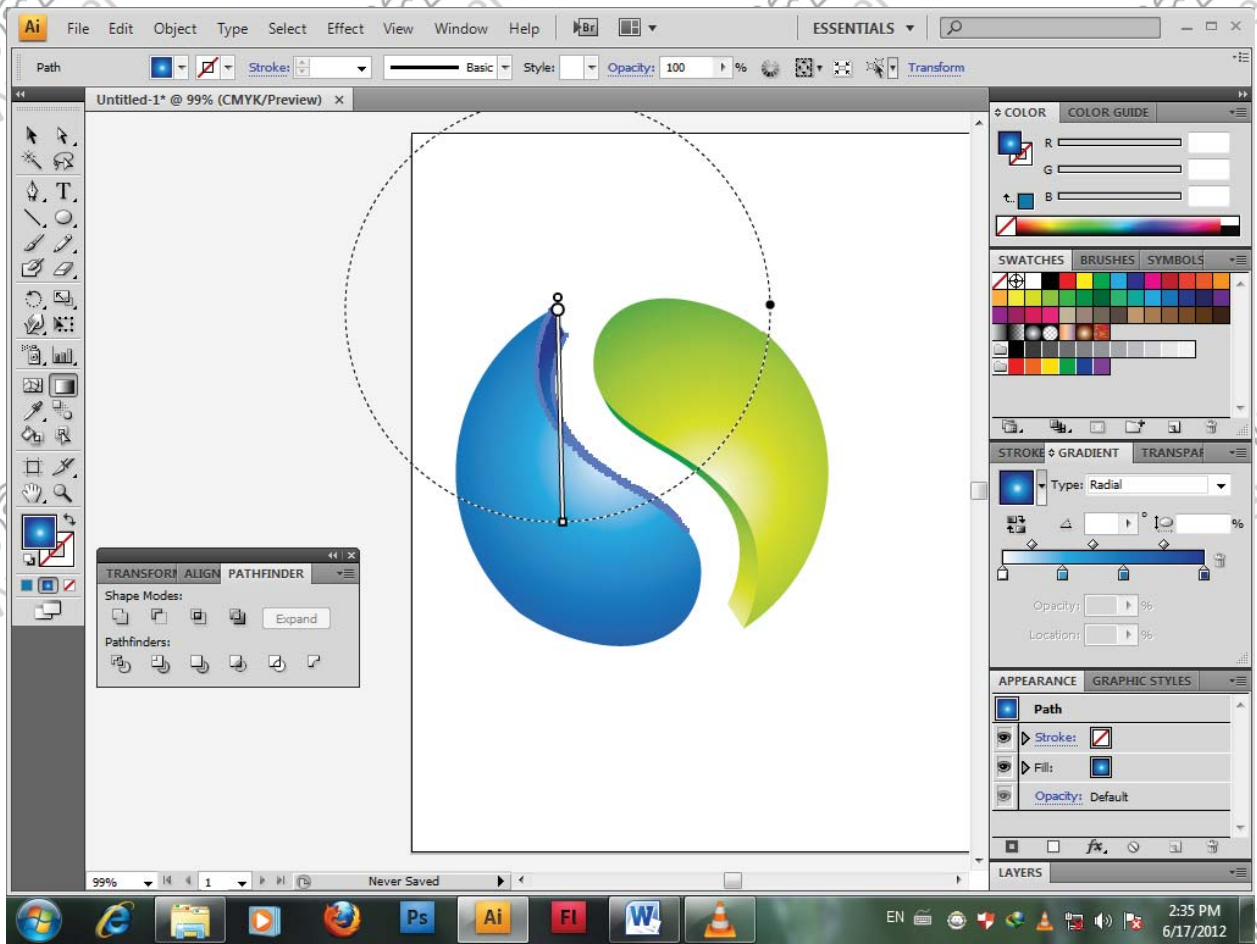 Ai File Edit Object Type Select Effect View Window Help Br ESSENTIALS
Path Stroke: Basic Style: Opacity: 100 % Transform
Untitled-1* @ 99% (CMYK/Preview) ×
COLOR COLOR GUIDE
R
G
B
SWATCHES BRUSHES SYMBOLS
STROKE GRADIENT TRANSPAR
Type: Radial
° %
Opacity: %
Location: %
TRANSFORM ALIGN PATHFINDER
Shape Modes:
Expand
Pathfinders:
APPEARANCE GRAPHIC STYLES
Path
Stroke:
Fill:
Opacity: Default
fx
LAYERS
99% 1 Never Saved
Ps Ai Fl W EN 2:35 PM
6/17/2012